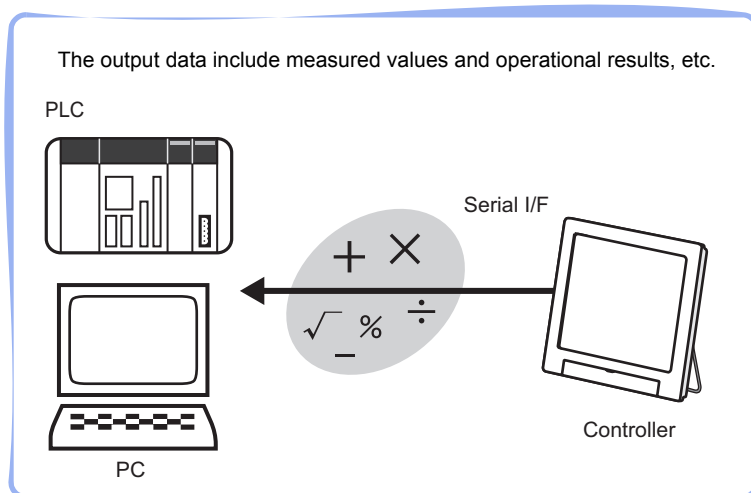 The output data include measured values and operational results, etc.
PLC
Serial I/F
+ ×
√ % ÷
−
Controller
PC